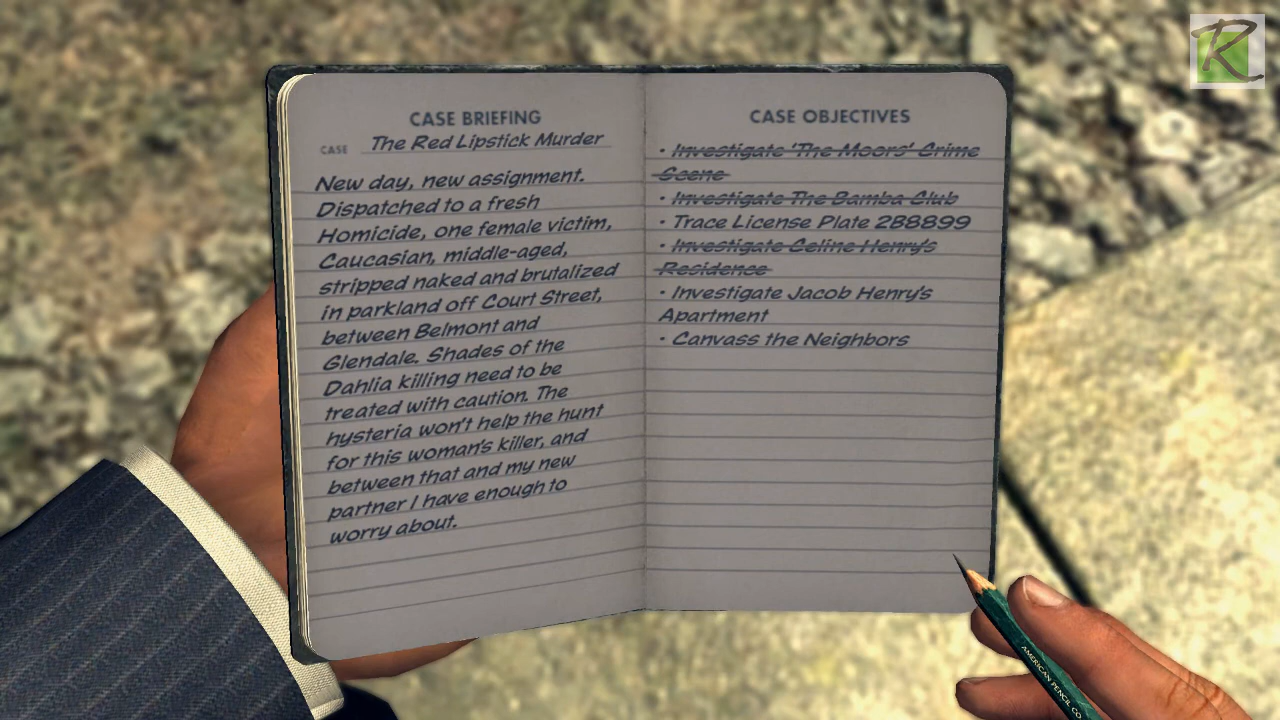 CASE BRIEFING
CASE The Red Lipstick Murder
New day, new assignment.
Dispatched to a fresh
Homicide, one female victim,
Caucasian, middle-aged,
stripped naked and brutalized
in parkland off Court Street,
between Belmont and
Glendale. Shades of the
Dahlia killing need to be
treated with caution. The
hysteria won't help the hunt
for this woman's killer, and
between that and my new
partner I have enough to
worry about.
CASE OBJECTIVES
· Investigate 'The Moors' Crime
Scene
· Investigate The Bamba Club
· Trace License Plate 2B8899
· Investigate Celine Henry's
Residence
· Investigate Jacob Henry's
Apartment
· Canvass the Neighbors
AMERICAN PENCIL CO
R